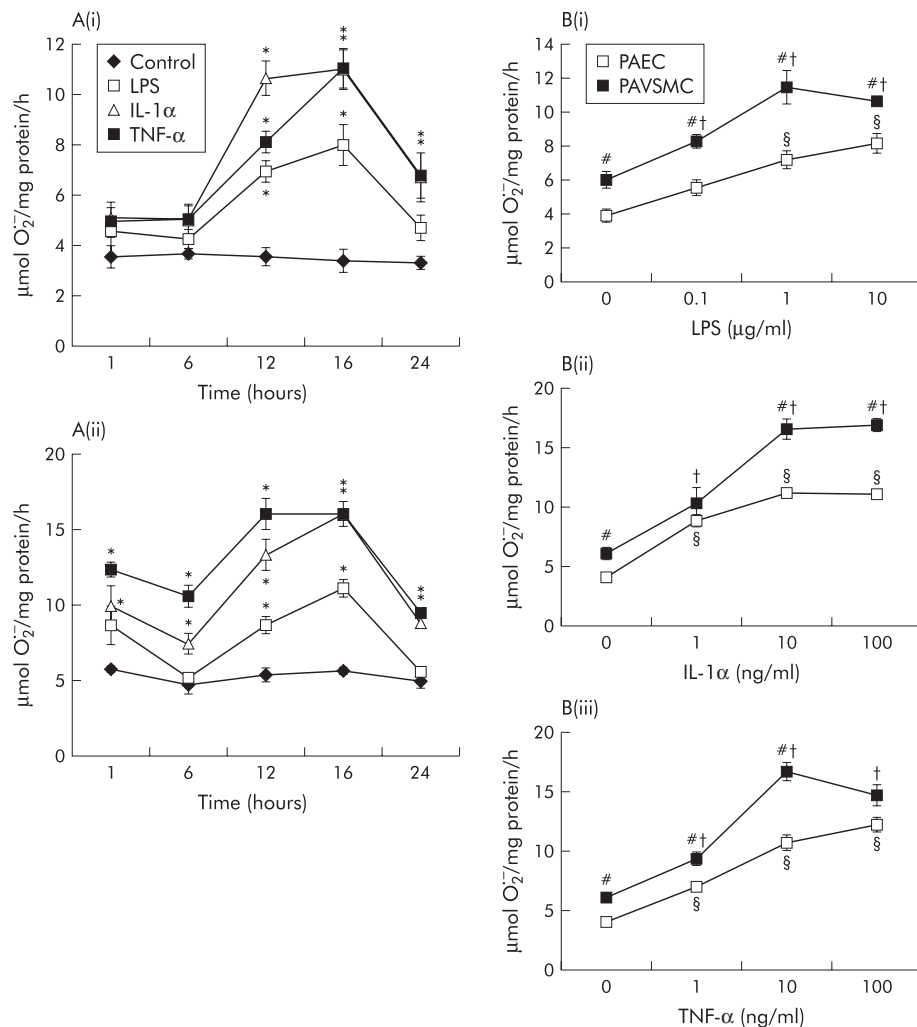 A(i)
μmol O₂·⁻/mg protein/h
12
10
8
6
4
2
0
Control
LPS
IL-1α
TNF-α
*
*
*
*
*
*
*
*
*
1 6 12 16 24
Time (hours)
A(ii)
μmol O₂·⁻/mg protein/h
20
15
10
5
0
*
*
*
*
*
*
*
*
*
*
*
*
1 6 12 16 24
Time (hours)
B(i)
μmol O₂·⁻/mg protein/h
14
12
10
8
6
4
2
0
PAEC
PAVSMC
# #† #† #†
§ §
0 0.1 1 10
LPS (μg/ml)
B(ii)
μmol O₂·⁻/mg protein/h
20
15
10
5
0
# † #† #†
§ § §
0 1 10 100
IL-1α (ng/ml)
B(iii)
μmol O₂·⁻/mg protein/h
20
15
10
5
0
# #† #† †
§ § §
0 1 10 100
TNF-α (ng/ml)